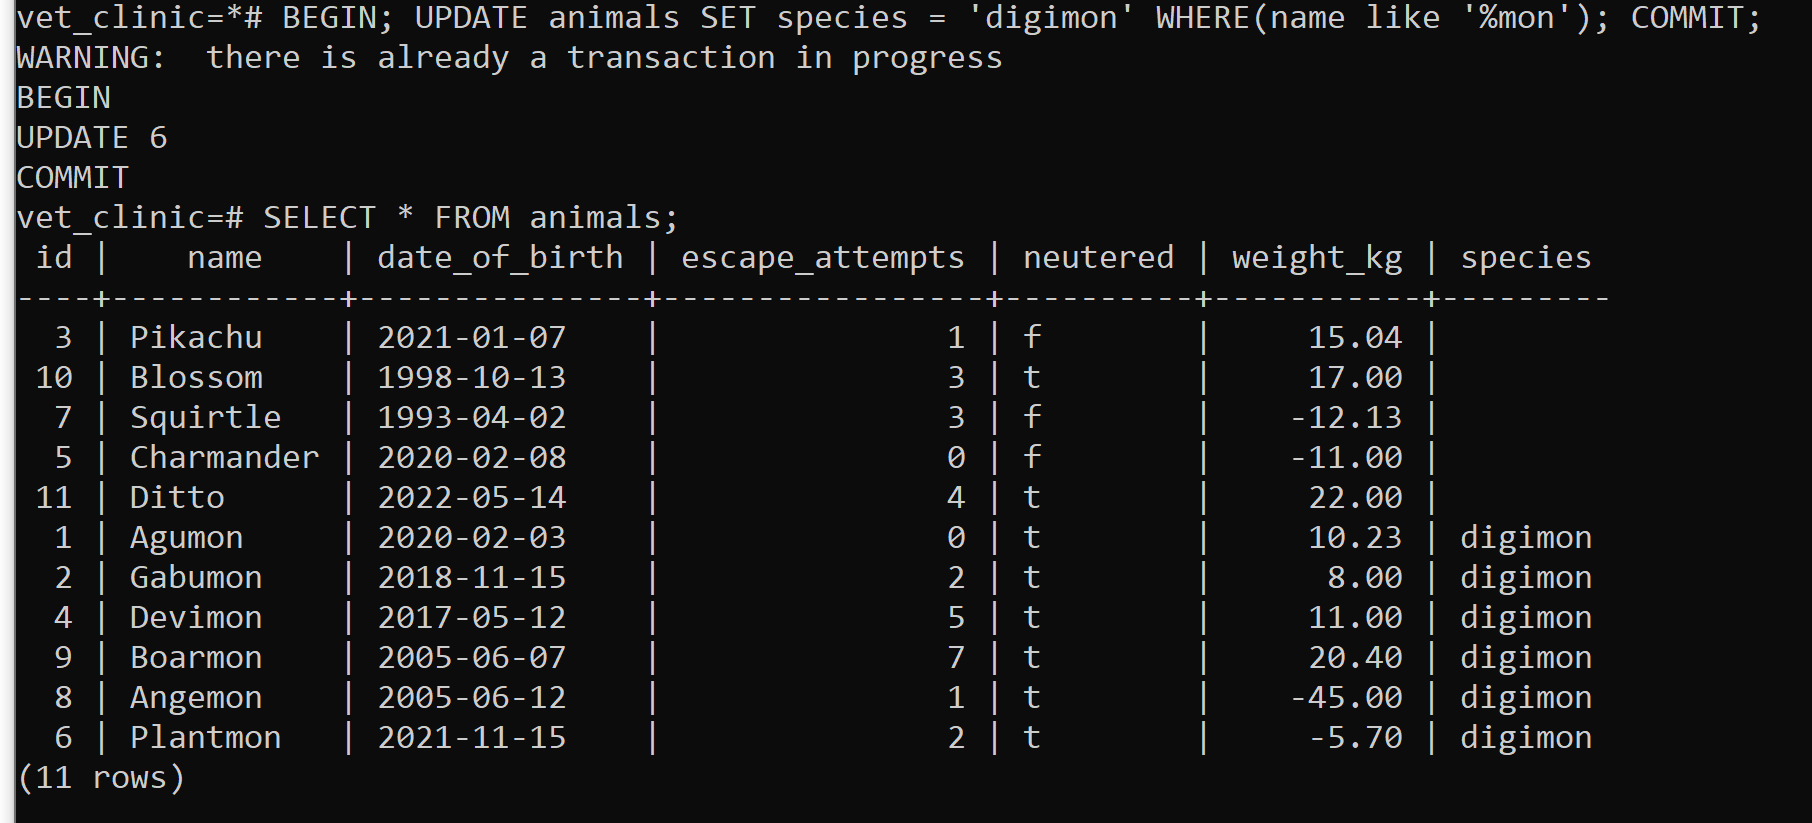 vet_clinic=*# BEGIN; UPDATE animals SET species = 'digimon' WHERE(name like '%mon'); COMMIT;
WARNING:  there is already a transaction in progress
BEGIN
UPDATE 6
COMMIT
vet_clinic=# SELECT * FROM animals;
 id |    name    | date_of_birth | escape_attempts | neutered | weight_kg | species
----+------------+---------------+-----------------+----------+-----------+---------
  3 | Pikachu    | 2021-01-07    |               1 | f        |     15.04 |
 10 | Blossom    | 1998-10-13    |               3 | t        |     17.00 |
  7 | Squirtle   | 1993-04-02    |               3 | f        |    -12.13 |
  5 | Charmander | 2020-02-08    |               0 | f        |    -11.00 |
 11 | Ditto      | 2022-05-14    |               4 | t        |     22.00 |
  1 | Agumon     | 2020-02-03    |               0 | t        |     10.23 | digimon
  2 | Gabumon    | 2018-11-15    |               2 | t        |      8.00 | digimon
  4 | Devimon    | 2017-05-12    |               5 | t        |     11.00 | digimon
  9 | Boarmon    | 2005-06-07    |               7 | t        |     20.40 | digimon
  8 | Angemon    | 2005-06-12    |               1 | t        |    -45.00 | digimon
  6 | Plantmon   | 2021-11-15    |               2 | t        |     -5.70 | digimon
(11 rows)